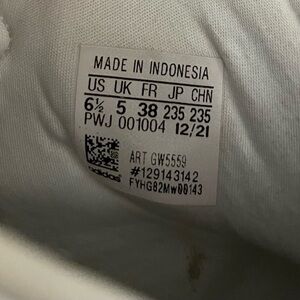 MADE IN INDONESIA
US UK FR JP CHN
6½ 5 38 235 235
PWJ 001004 12/21
ART GW5559
#129143142
adidas FYHG82MW00143